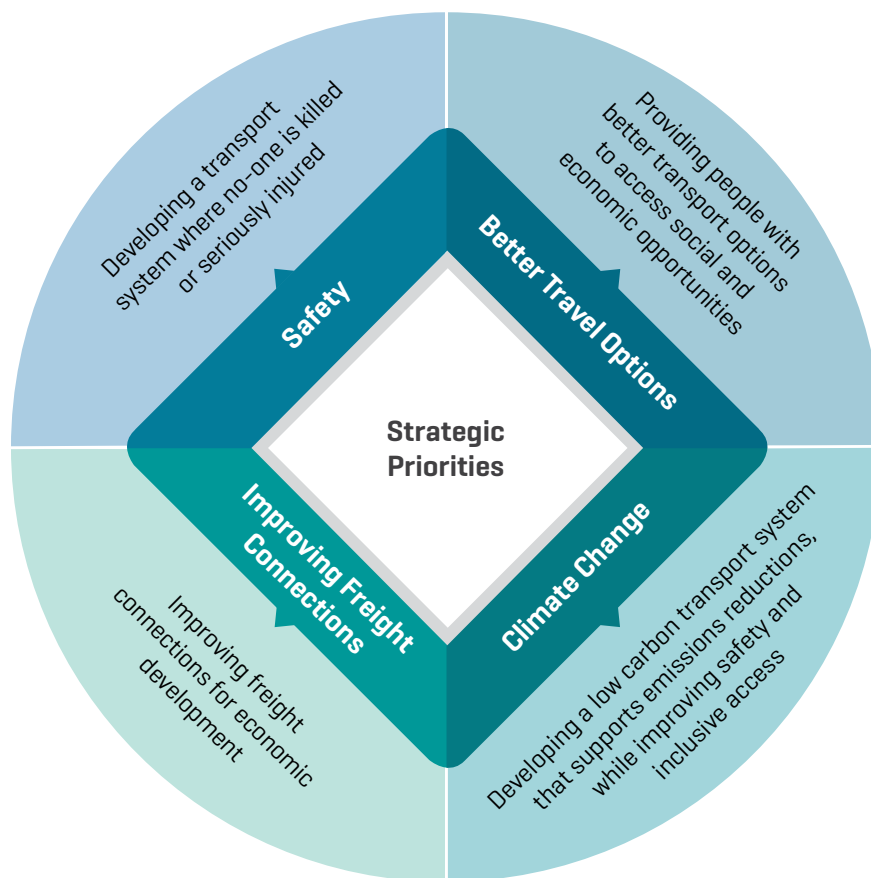 Strategic
Priorities
Safety
Developing a transport
system where no-one is killed
or seriously injured
Better Travel Options
Providing people with
better transport options
to access social and
economic opportunities
Improving Freight
Connections
Improving freight
connections for economic
development
Climate Change
Developing a low carbon transport system
that supports emissions reductions,
while improving safety and
inclusive access